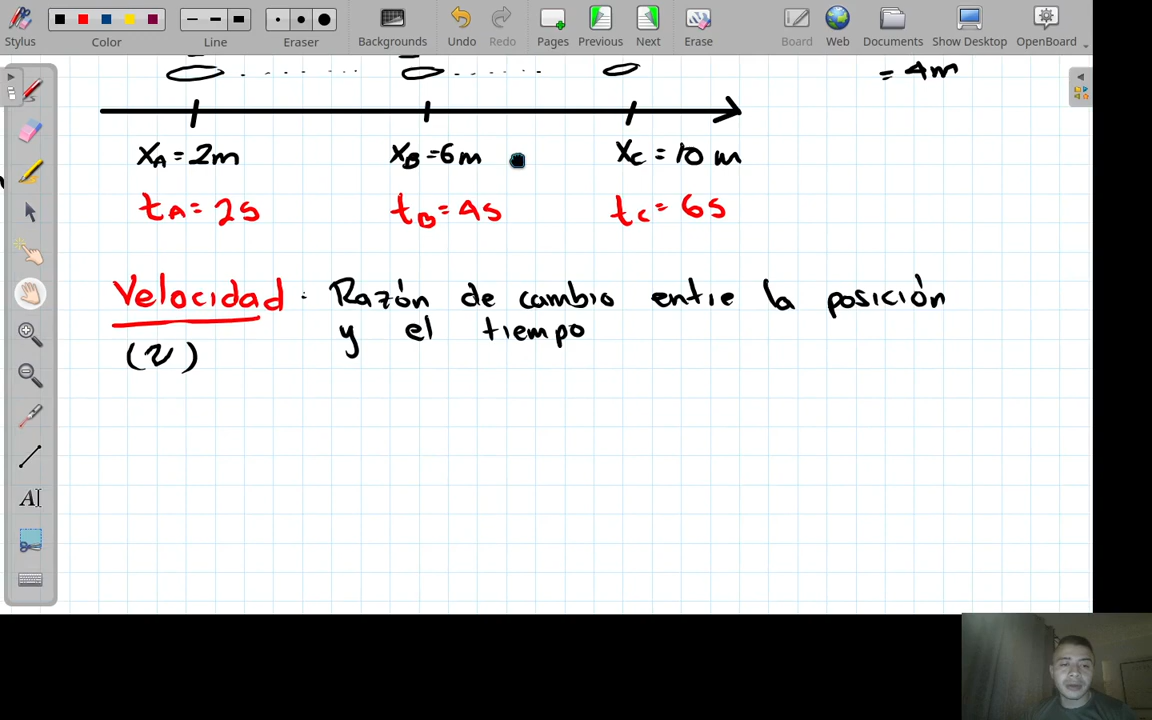 Stylus Color Line Eraser Backgrounds Undo Redo Pages Previous Next Erase Board Web Documents Show Desktop OpenBoard
= 4m
xA = 2m xB = 6m xC = 10 m
tA = 2s tB = 4s tC = 6s
Velocidad : Razón de cambio entre la posición
y el tiempo
(v)